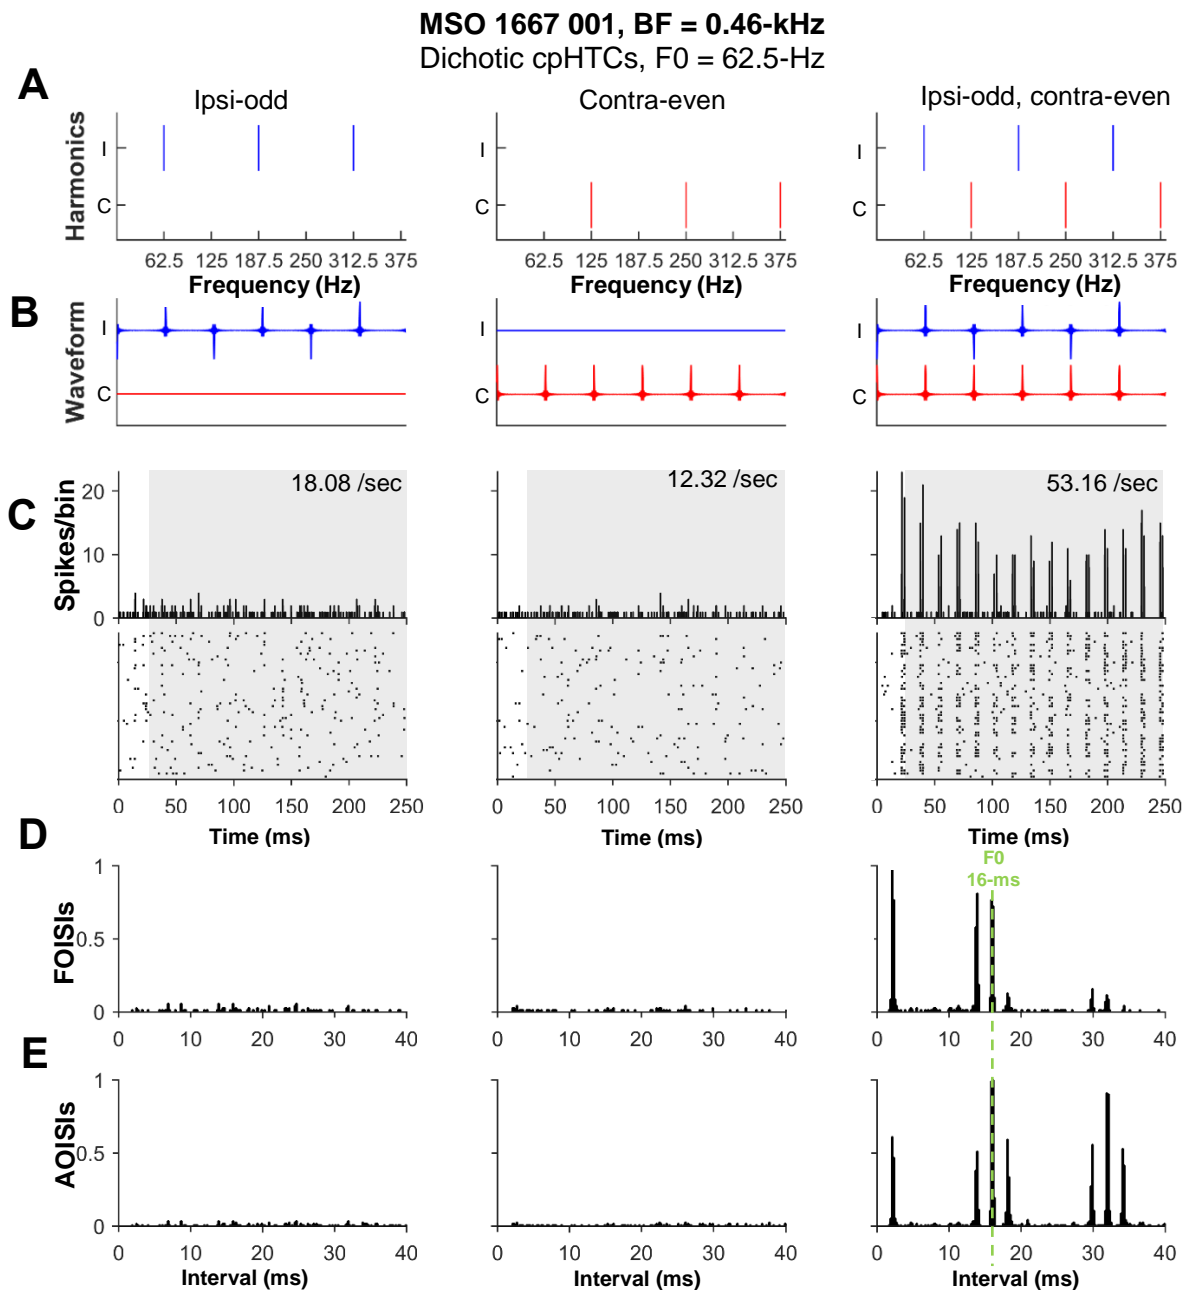 MSO 1667 001, BF = 0.46-kHz
Dichotic cpHTCs, F0 = 62.5-Hz
A
Ipsi-odd
Contra-even
Ipsi-odd, contra-even
Harmonics
I
C
I
C
I
C
62.5 125 187.5 250 312.5 375
62.5 125 187.5 250 312.5 375
62.5 125 187.5 250 312.5 375
Frequency (Hz)
Frequency (Hz)
Frequency (Hz)
B
Waveform
I
C
I
C
I
C
C
Spikes/bin
20
10
0
18.08 /sec
12.32 /sec
53.16 /sec
0 50 100 150 200 250
0 50 100 150 200 250
0 50 100 150 200 250
Time (ms)
Time (ms)
Time (ms)
D
FOISIs
1
0.5
0
F0
16-ms
0 10 20 30 40
0 10 20 30 40
0 10 20 30 40
E
AOISIs
1
0.5
0
0 10 20 30 40
0 10 20 30 40
0 10 20 30 40
Interval (ms)
Interval (ms)
Interval (ms)